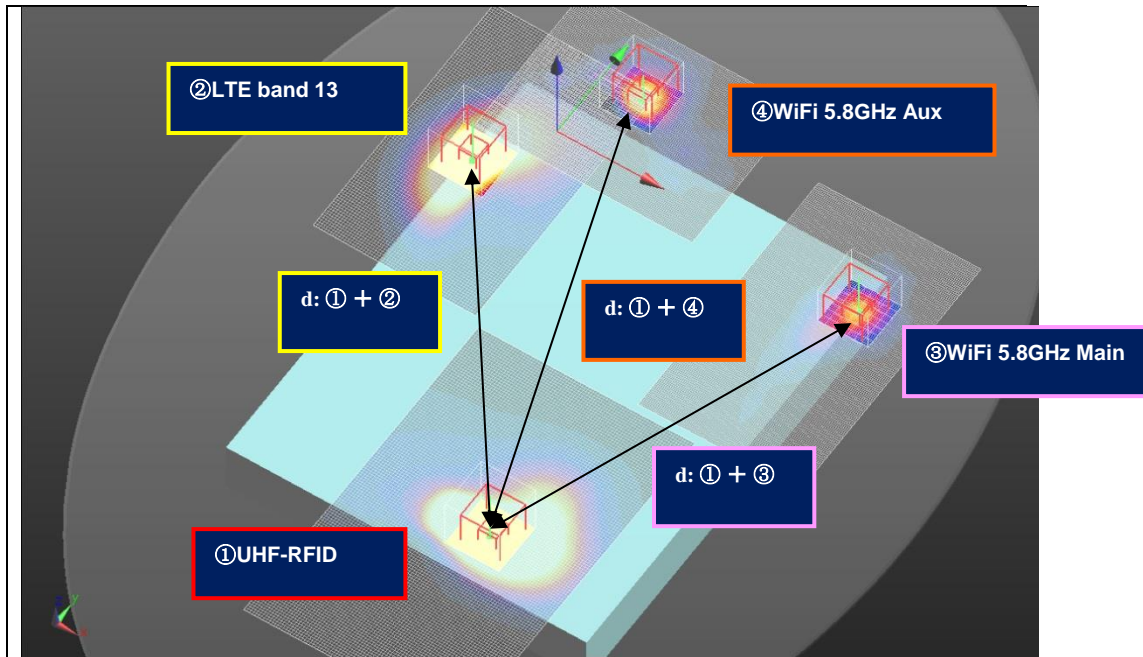 ②LTE band 13
④WiFi 5.8GHz Aux
d: ① + ②
d: ① + ④
③WiFi 5.8GHz Main
d: ① + ③
①UHF-RFID